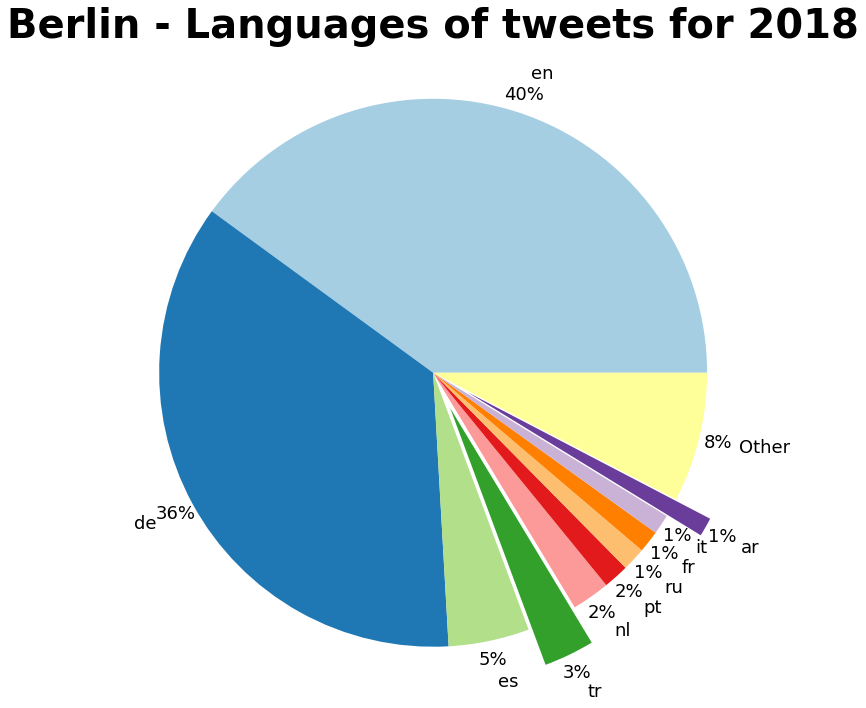 Berlin - Languages of tweets for 2018
en
40%
de
36%
8%
Other
1%
ar
1%
it
1%
fr
1%
ru
2%
pt
2%
nl
5%
es
3%
tr